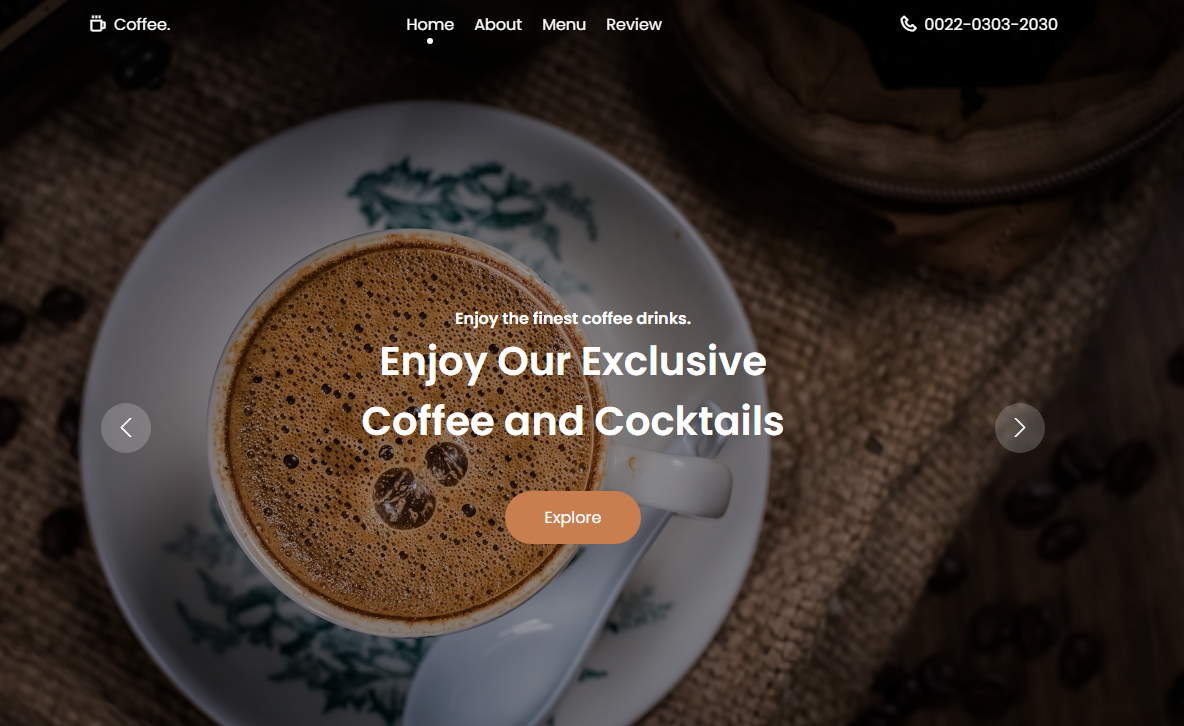 Coffee.
Home About Menu Review
0022-0303-2030
Enjoy the finest coffee drinks.
Enjoy Our Exclusive
Coffee and Cocktails
Explore